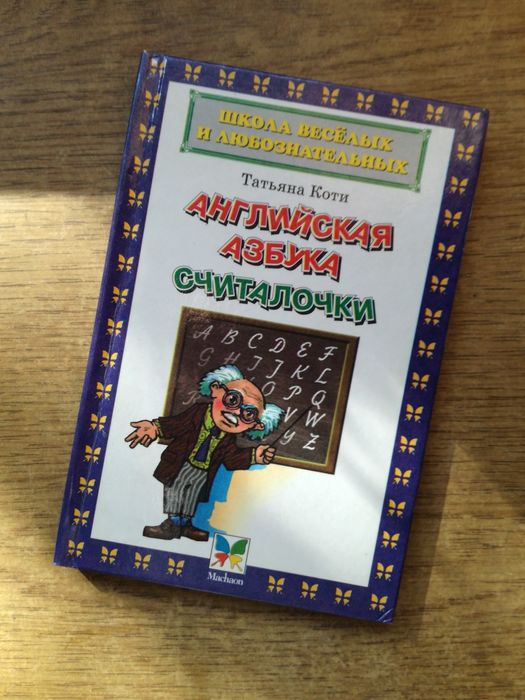 ШКОЛА ВЕСЁЛЫХ
И ЛЮБОЗНАТЕЛЬНЫХ
Татьяна Коти
АНГЛИЙСКАЯ
АЗБУКА
СЧИТАЛОЧКИ
A B C D E F
G H I J K L
O P Q
V W
Y Z
Machaon